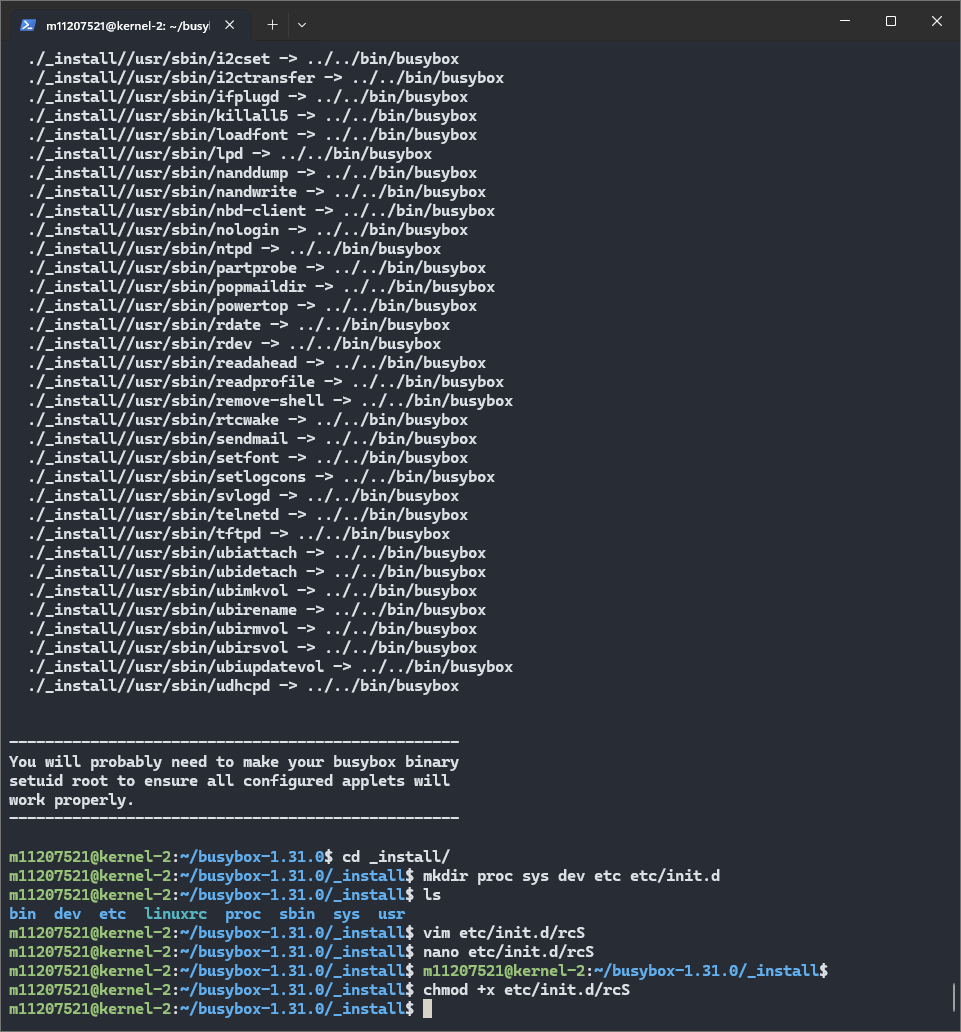 m11207521@kernel-2: ~/busyl
./_install//usr/sbin/i2cset -> ../../bin/busybox
./_install//usr/sbin/i2ctransfer -> ../../bin/busybox
./_install//usr/sbin/ifplugd -> ../../bin/busybox
./_install//usr/sbin/killall5 -> ../../bin/busybox
./_install//usr/sbin/loadfont -> ../../bin/busybox
./_install//usr/sbin/lpd -> ../../bin/busybox
./_install//usr/sbin/nanddump -> ../../bin/busybox
./_install//usr/sbin/nandwrite -> ../../bin/busybox
./_install//usr/sbin/nbd-client -> ../../bin/busybox
./_install//usr/sbin/nologin -> ../../bin/busybox
./_install//usr/sbin/ntpd -> ../../bin/busybox
./_install//usr/sbin/partprobe -> ../../bin/busybox
./_install//usr/sbin/popmaildir -> ../../bin/busybox
./_install//usr/sbin/powertop -> ../../bin/busybox
./_install//usr/sbin/rdate -> ../../bin/busybox
./_install//usr/sbin/rdev -> ../../bin/busybox
./_install//usr/sbin/readahead -> ../../bin/busybox
./_install//usr/sbin/readprofile -> ../../bin/busybox
./_install//usr/sbin/remove-shell -> ../../bin/busybox
./_install//usr/sbin/rtcwake -> ../../bin/busybox
./_install//usr/sbin/sendmail -> ../../bin/busybox
./_install//usr/sbin/setfont -> ../../bin/busybox
./_install//usr/sbin/setlogcons -> ../../bin/busybox
./_install//usr/sbin/svlogd -> ../../bin/busybox
./_install//usr/sbin/telnetd -> ../../bin/busybox
./_install//usr/sbin/tftpd -> ../../bin/busybox
./_install//usr/sbin/ubiattach -> ../../bin/busybox
./_install//usr/sbin/ubidetach -> ../../bin/busybox
./_install//usr/sbin/ubimkvol -> ../../bin/busybox
./_install//usr/sbin/ubirename -> ../../bin/busybox
./_install//usr/sbin/ubirmvol -> ../../bin/busybox
./_install//usr/sbin/ubirsvol -> ../../bin/busybox
./_install//usr/sbin/ubiupdatevol -> ../../bin/busybox
./_install//usr/sbin/udhcpd -> ../../bin/busybox
--------------------------------------------------
You will probably need to make your busybox binary
setuid root to ensure all configured applets will
work properly.
--------------------------------------------------
m11207521@kernel-2:~/busybox-1.31.0$ cd _install/
m11207521@kernel-2:~/busybox-1.31.0/_install$ mkdir proc sys dev etc etc/init.d
m11207521@kernel-2:~/busybox-1.31.0/_install$ ls
bin dev etc linuxrc proc sbin sys usr
m11207521@kernel-2:~/busybox-1.31.0/_install$ vim etc/init.d/rcS
m11207521@kernel-2:~/busybox-1.31.0/_install$ nano etc/init.d/rcS
m11207521@kernel-2:~/busybox-1.31.0/_install$ m11207521@kernel-2:~/busybox-1.31.0/_install$
m11207521@kernel-2:~/busybox-1.31.0/_install$ chmod +x etc/init.d/rcS
m11207521@kernel-2:~/busybox-1.31.0/_install$